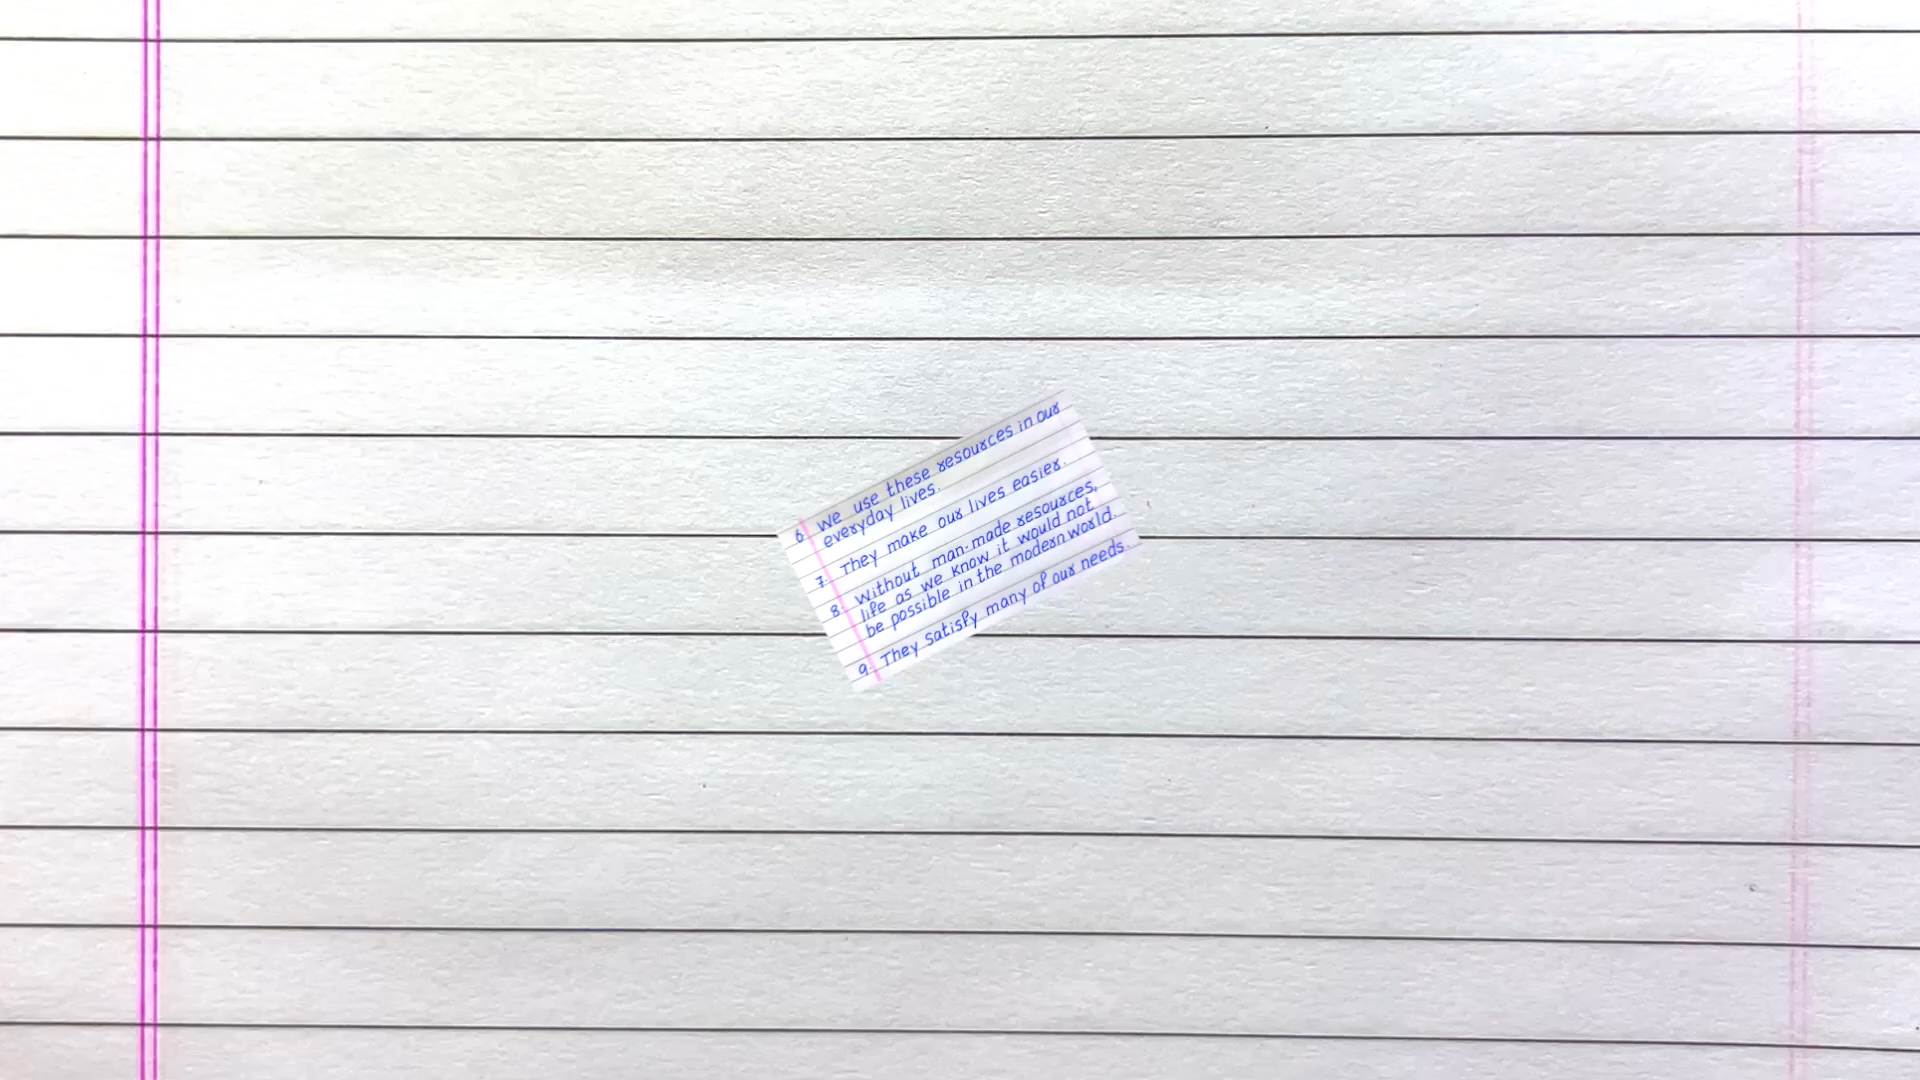 6. We use these resources in our
everyday lives.
7. They make our lives easier.
8. Without man-made resources,
life as we know it would not
be possible in the modern world.
9. They satisfy many of our needs.